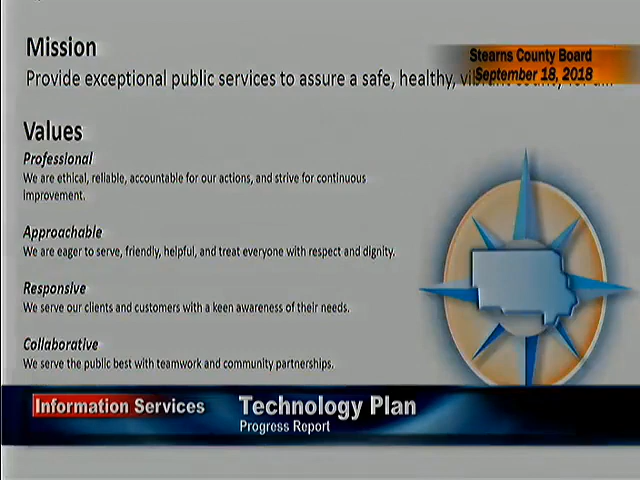 Mission
Stearns County Board
September 18, 2018
Provide exceptional public services to assure a safe, healthy,
Values
Professional
We are ethical, reliable, accountable for our actions, and strive for continuous
improvement.
Approachable
We are eager to serve, friendly, helpful, and treat everyone with respect and dignity.
Responsive
We serve our clients and customers with a keen awareness of their needs.
Collaborative
We serve the public best with teamwork and community partnerships.
Information Services
Technology Plan
Progress Report